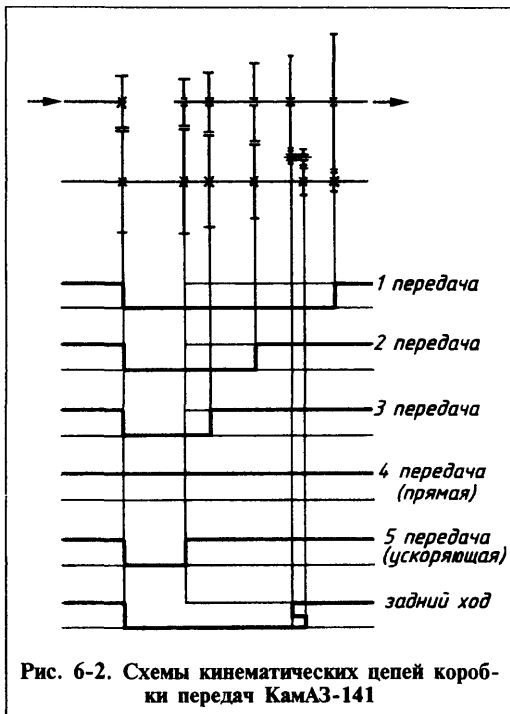 1 передача
2 передача
3 передача
4 передача
(прямая)
5 передача
(ускоряющая)
задний ход
Рис. 6-2. Схемы кинематических цепей короб-
ки передач КамАЗ-141